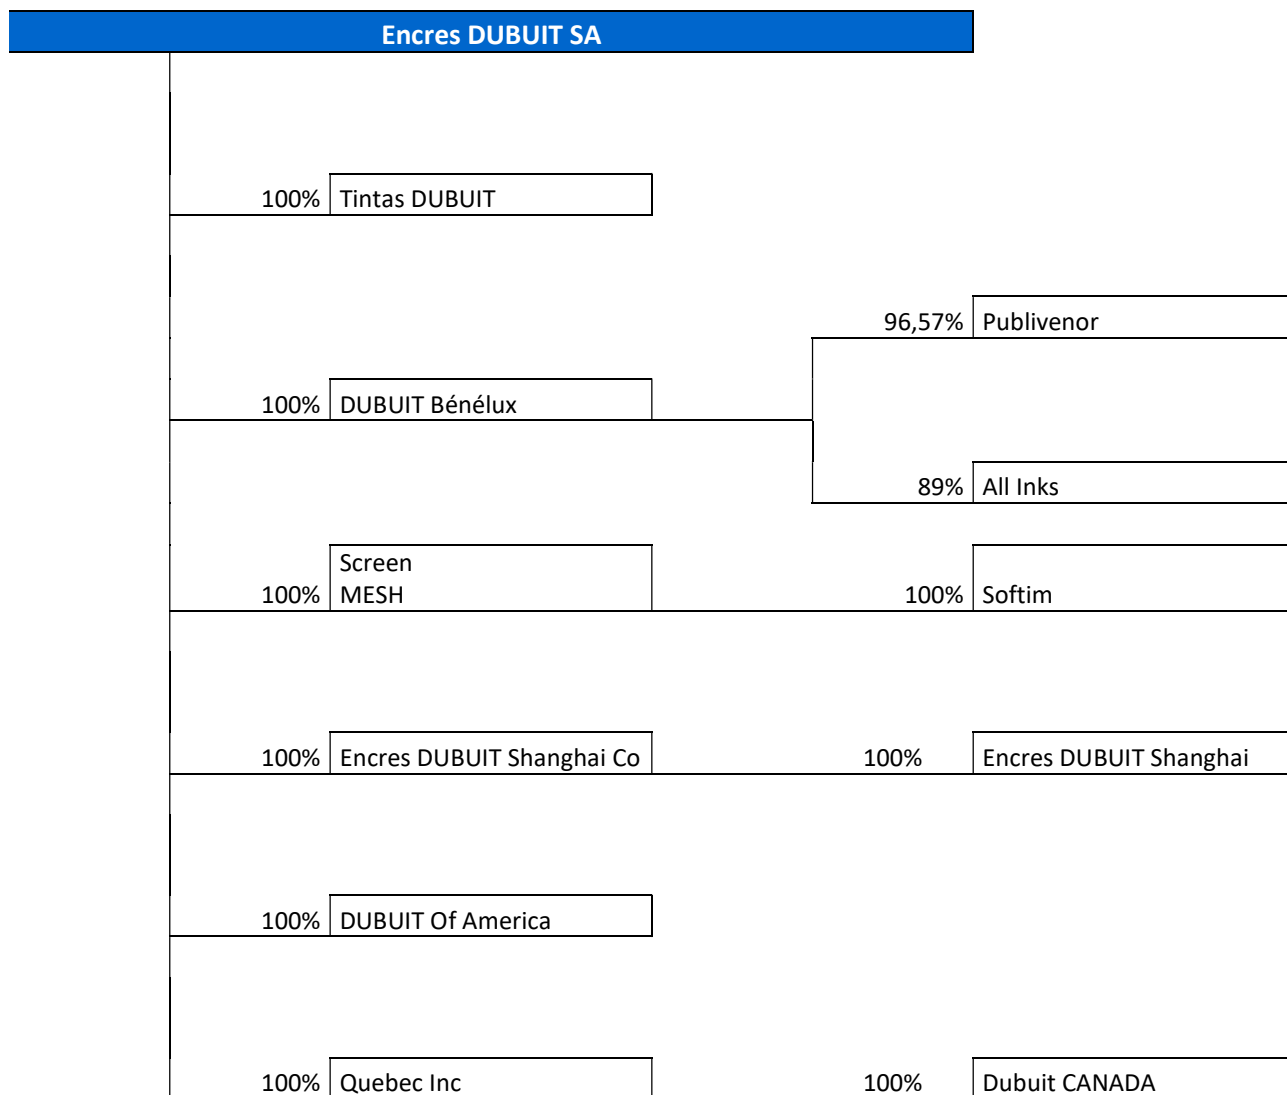 Encres DUBUIT SA
100% Tintas DUBUIT
96,57% Publivenor
100% DUBUIT Bénélux
89% All Inks
Screen
100% MESH 100% Softim
100% Encres DUBUIT Shanghai Co 100% Encres DUBUIT Shanghai
100% DUBUIT Of America
100% Quebec Inc 100% Dubuit CANADA